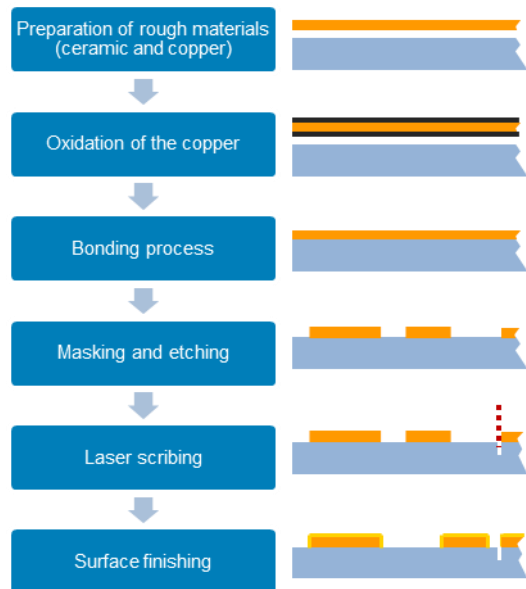 Preparation of rough materials
(ceramic and copper)
Oxidation of the copper
Bonding process
Masking and etching
Laser scribing
Surface finishing